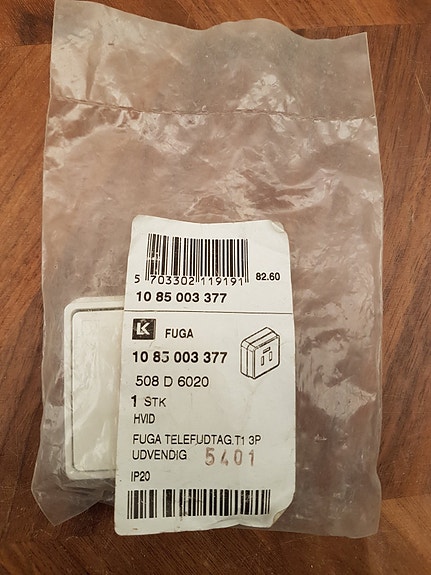 5 703302 119191
82.60
10 85 003 377
LK FUGA
10 85 003 377
508 D 6020
1 STK
HVID
FUGA TELEFUDTAG.T1 3P
UDVENDIG 5401
IP20